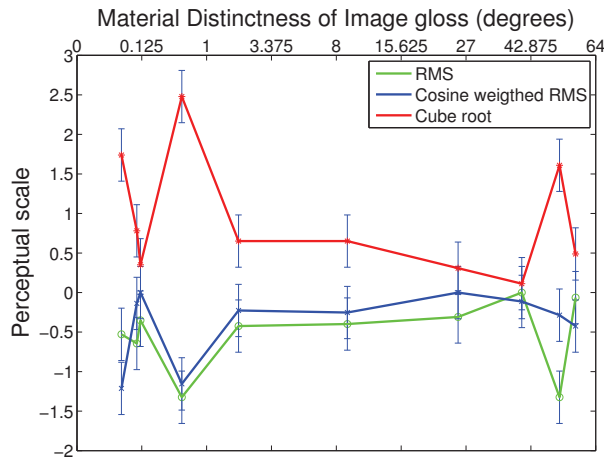 Material Distinctness of Image gloss (degrees)
0 0.125 1 3.375 8 15.625 27 42.875 64
3
2.5
2
1.5
1
0.5
0
−0.5
−1
−1.5
−2
Perceptual scale
RMS
Cosine weigthed RMS
Cube root